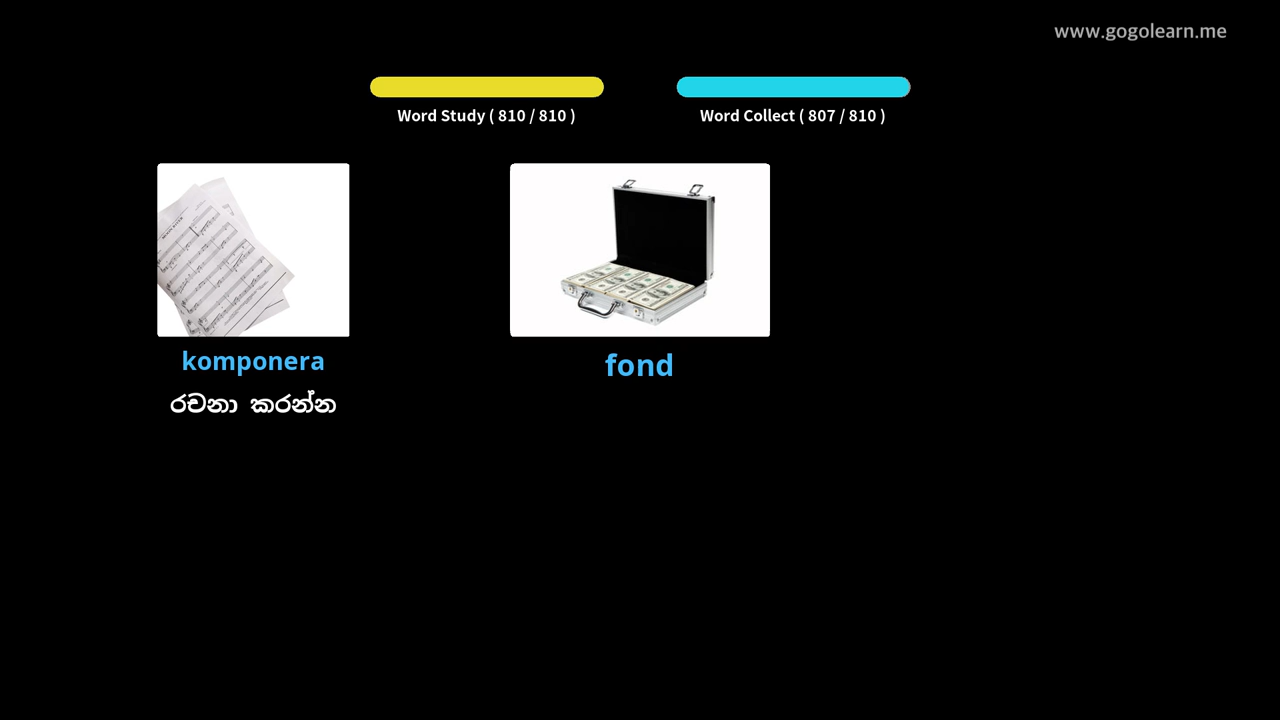 www.gogolearn.me
Word Study ( 810 / 810 )
Word Collect ( 807 / 810 )
komponera
රචනා කරන්න
fond